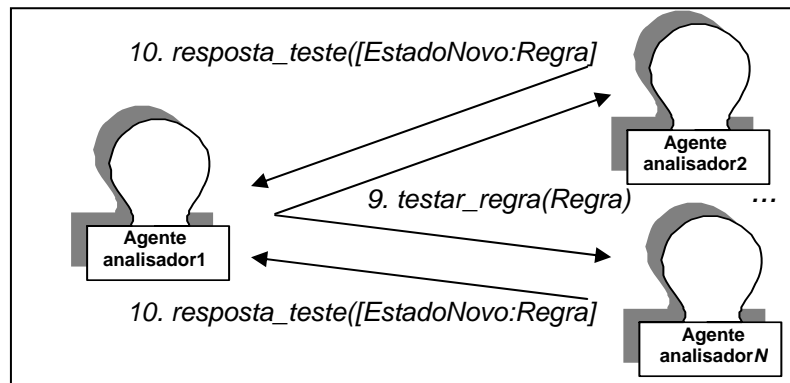 10. resposta_teste([EstadoNovo:Regra]
Agente
analisador2
9. testar_regra(Regra)
...
Agente
analisador1
10. resposta_teste([EstadoNovo:Regra]
Agente
analisadorN